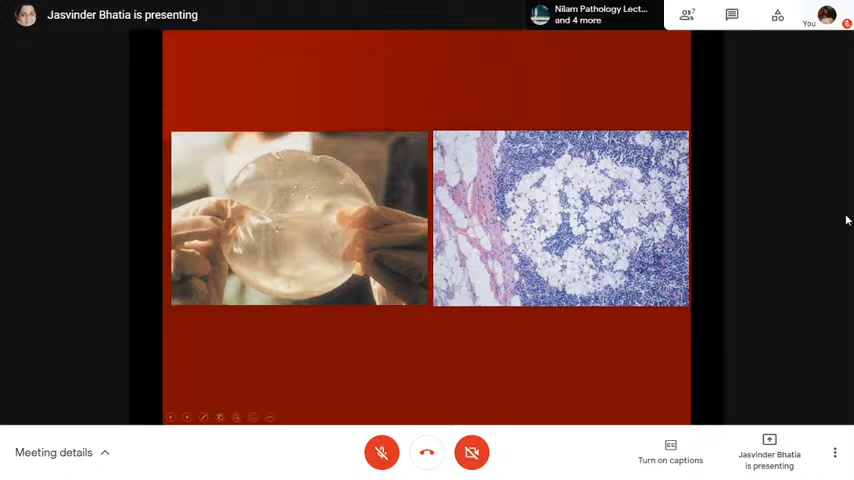 Jasvinder Bhatia is presenting
Nilam Pathology Lect...
and 4 more
7
You
Meeting details
Turn on captions
Jasvinder Bhatia
is presenting